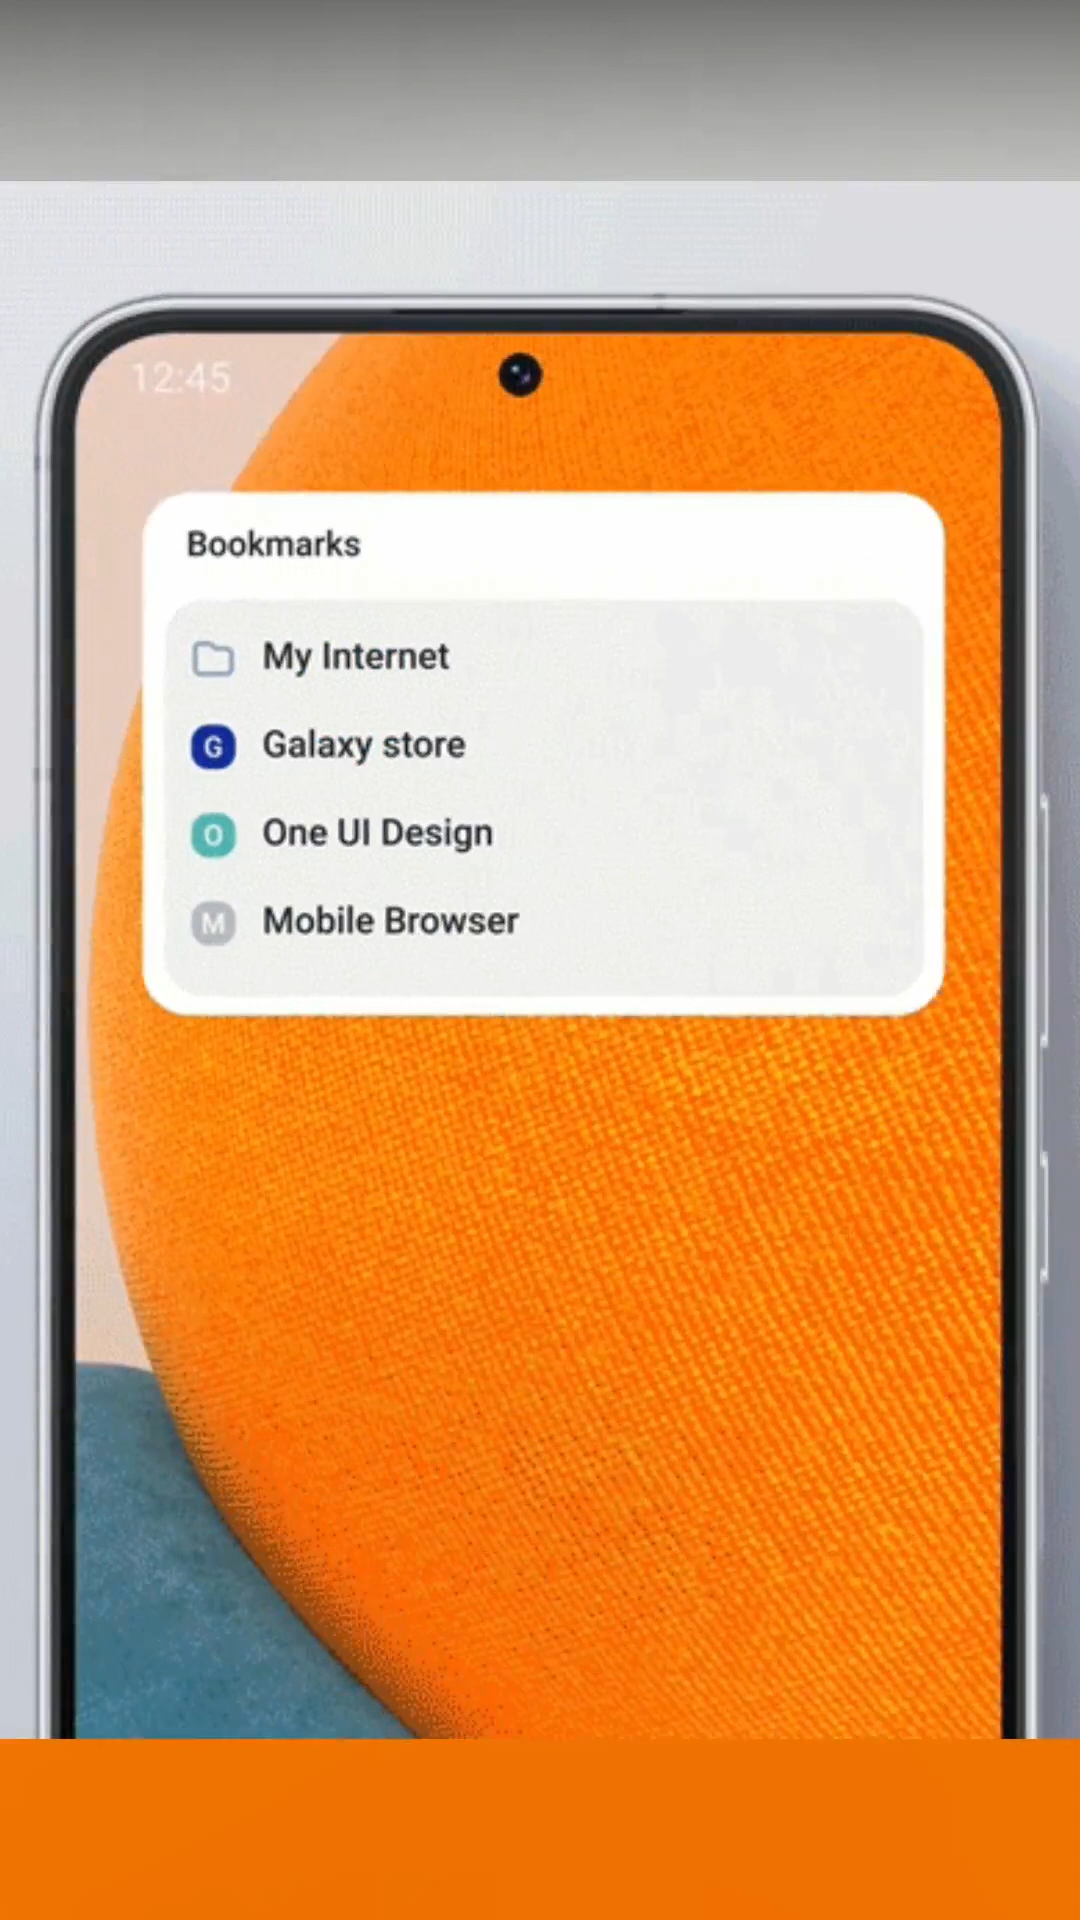 12:45
Bookmarks
My Internet
G Galaxy store
O One UI Design
M Mobile Browser